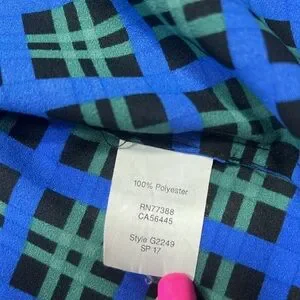 100% Polyester
RN77388
CA56445
Style G2249
SP 17